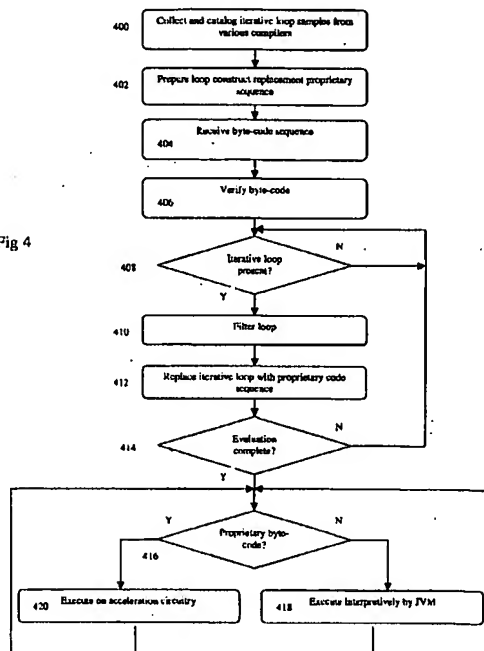 400
Collect and catalog iterative loop samples from
various compilers
402
Prepare loop construct replacement proprietary
sequence
Receive byte-code sequence
404
Verify byte-code
406
Fig 4
N
Iterative loop
present?
408
Y
410
Filter loop
412
Replace iterative loop with proprietary code
sequence
N
Evaluation
complete?
414
Y
Y
N
Proprietary byte-
code?
416
420
Execute on acceleration circuitry
418
Execute Interpretively by JVM